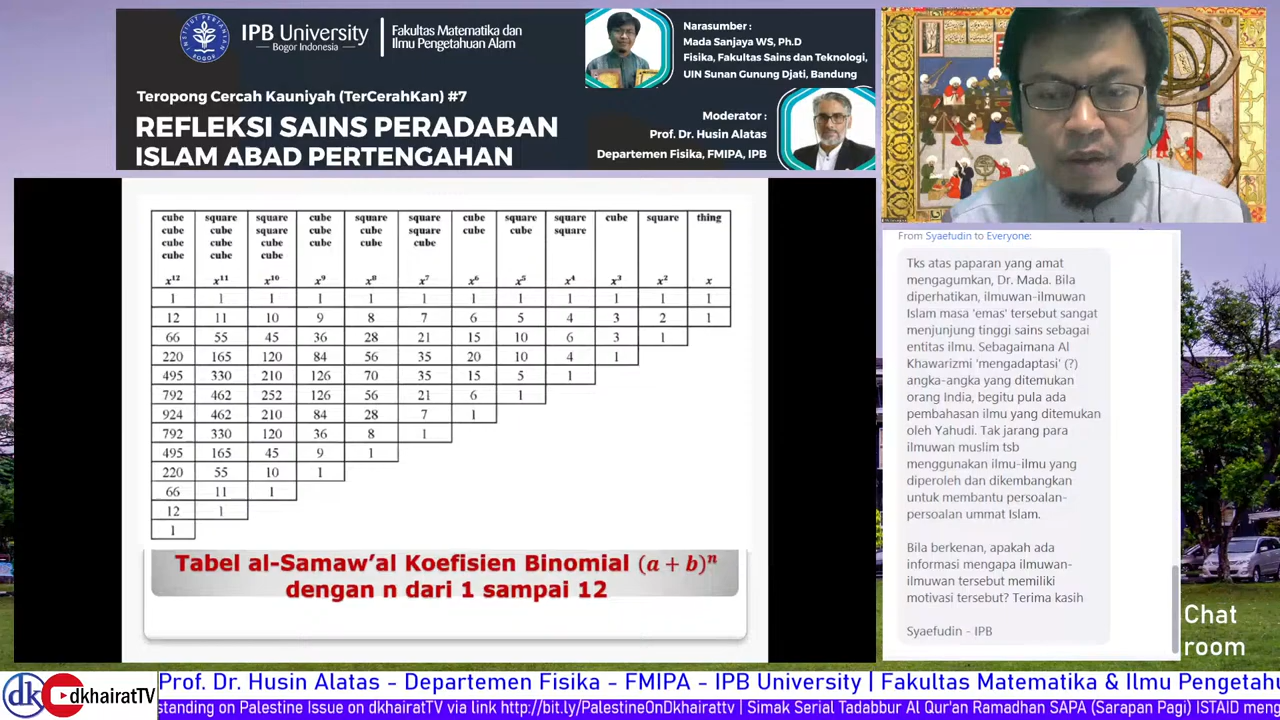 IPB University
Bogor Indonesia
Fakultas Matematika dan
Ilmu Pengetahuan Alam
Teropong Cercah Kauniyah (TerCerahKan) #7
REFLEKSI SAINS PERADABAN
ISLAM ABAD PERTENGAHAN
Narasumber :
Mada Sanjaya WS, Ph.D
Fisika, Fakultas Sains dan Teknologi,
UIN Sunan Gunung Djati, Bandung
Moderator :
Prof. Dr. Husin Alatas
Departemen Fisika, FMIPA, IPB
cube square square cube square square cube square square cube square thing
cube cube square cube cube square cube cube square
cube cube cube cube cube cube
cube cube cube
x¹² x¹¹ x¹⁰ x⁹ x⁸ x⁷ x⁶ x⁵ x⁴ x³ x² x
1 1 1 1 1 1 1 1 1 1 1 1
12 11 10 9 8 7 6 5 4 3 2 1
66 55 45 36 28 21 15 10 6 3 1
220 165 120 84 56 35 20 10 4 1
495 330 210 126 70 35 15 5 1
792 462 252 126 56 21 6 1
924 462 210 84 28 7 1
792 330 120 36 8 1
495 165 45 9 1
220 55 10 1
66 11 1
12 1
1
Tabel al-Samaw’al Koefisien Binomial (a + b)ⁿ
dengan n dari 1 sampai 12
From Syaefudin to Everyone:
Tks atas paparan yang amat
mengagumkan, Dr. Mada. Bila
diperhatikan, ilmuwan-ilmuwan
Islam masa 'emas' tersebut sangat
menjunjung tinggi sains sebagai
entitas ilmu. Sebagaimana Al
Khawarizmi 'mengadaptasi' (?)
angka-angka yang ditemukan
orang India, begitu pula ada
pembahasan ilmu yang ditemukan
oleh Yahudi. Tak jarang para
ilmuwan muslim tsb
menggunakan ilmu-ilmu yang
diperoleh dan dikembangkan
untuk membantu persoalan-
persoalan ummat Islam.
Bila berkenan, apakah ada
informasi mengapa ilmuwan-
ilmuwan tersebut memiliki
motivasi tersebut? Terima kasih
Syaefudin - IPB
Chat
room
dk dkhairatTV
Prof. Dr. Husin Alatas - Departemen Fisika - FMIPA - IPB University | Fakultas Matematika & Ilmu Pengetahu
standing on Palestine Issue on dkhairatTV via link http://bit.ly/PalestineOnDkhairattv | Simak Serial Tadabbur Al Qur'an Ramadhan SAPA (Sarapan Pagi) ISTAID meng